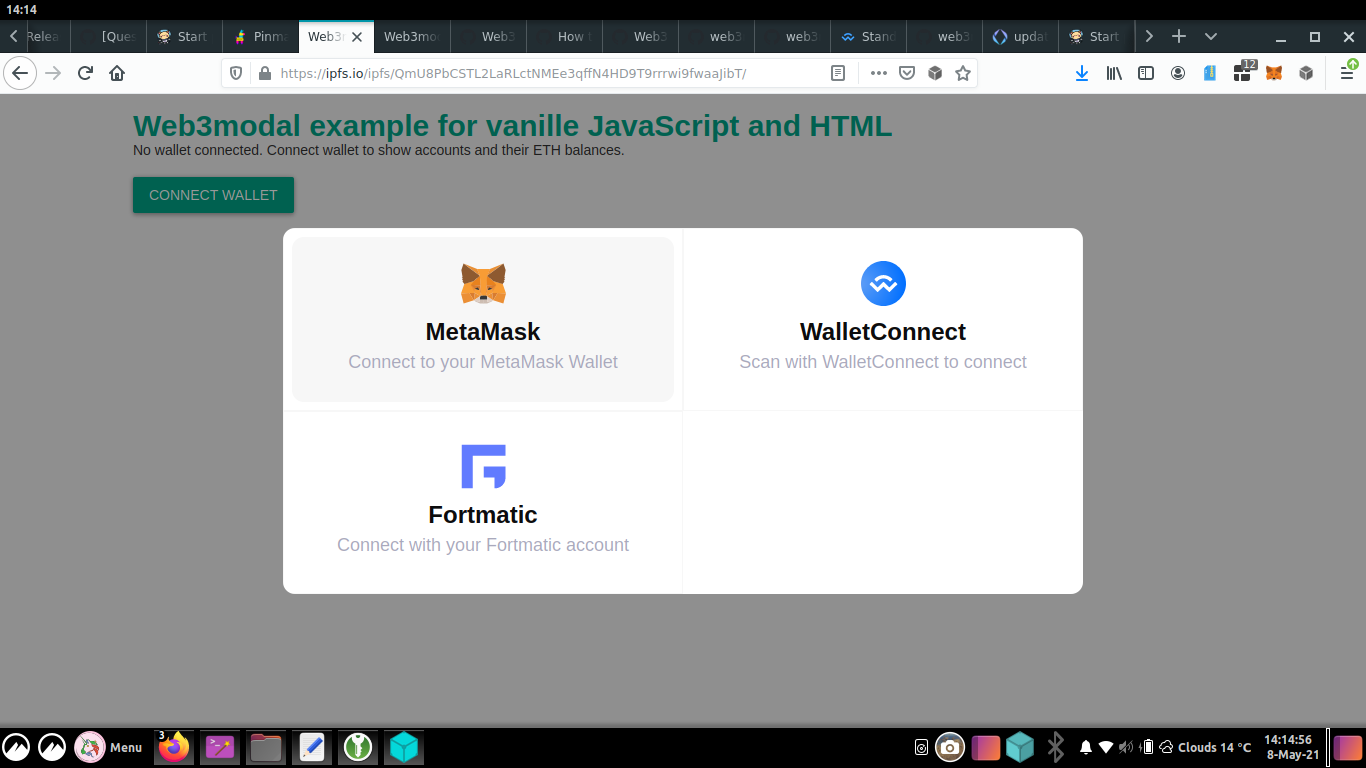 14:14
Relea
[Ques
Start
Pinma
Web3m
Web3mo
Web3
How t
Web3
web3
web3
Stand
web3
updat
Start
https://ipfs.io/ipfs/QmU8PbCSTL2LaRLctNMEe3qffN4HD9T9rrrwi9fwaaJibT/
12
Web3modal example for vanille JavaScript and HTML
No wallet connected. Connect wallet to show accounts and their ETH balances.
CONNECT WALLET
MetaMask
Connect to your MetaMask Wallet
WalletConnect
Scan with WalletConnect to connect
Fortmatic
Connect with your Fortmatic account
Menu
3
Clouds 14 °C
14:14:56
8-May-21